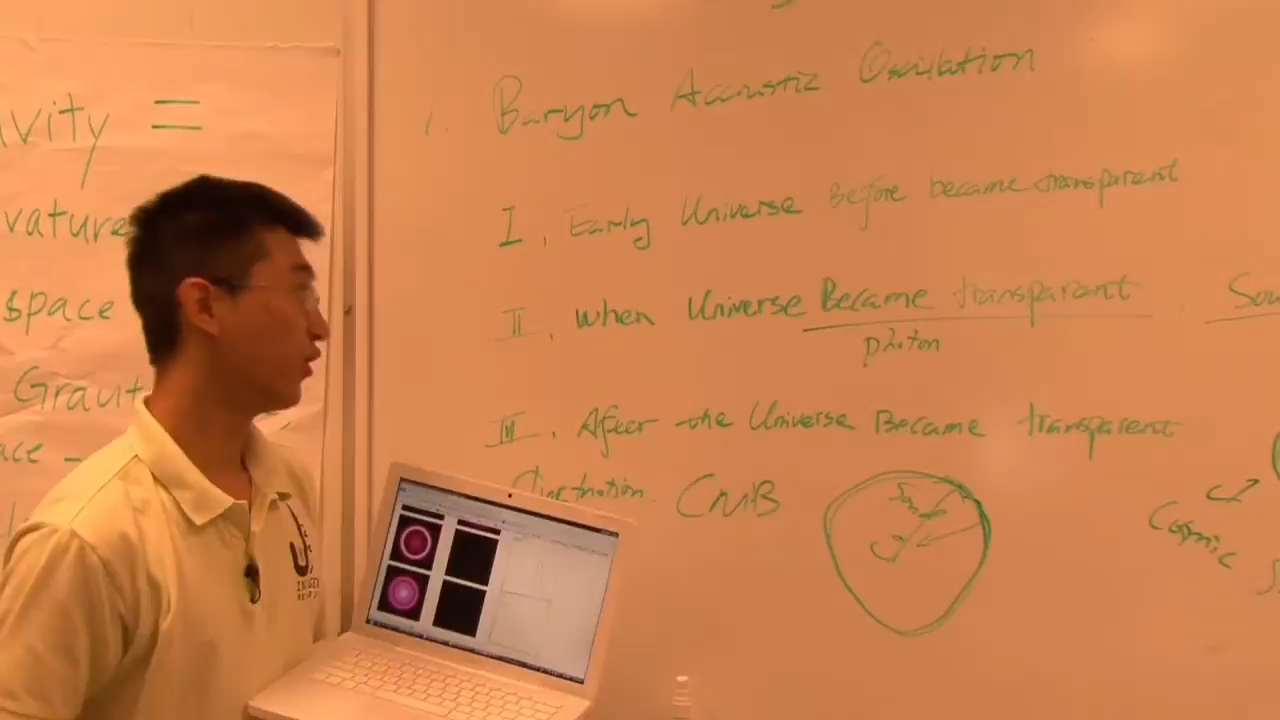 vity =
vature
space
Gravit
ace -
1. Baryon Acoustic Oscillation
I. Early Universe Before became transparent
II. When Universe Became transparent. Sou
photon
III. After the Universe Became transparent
CMB
Cosmic